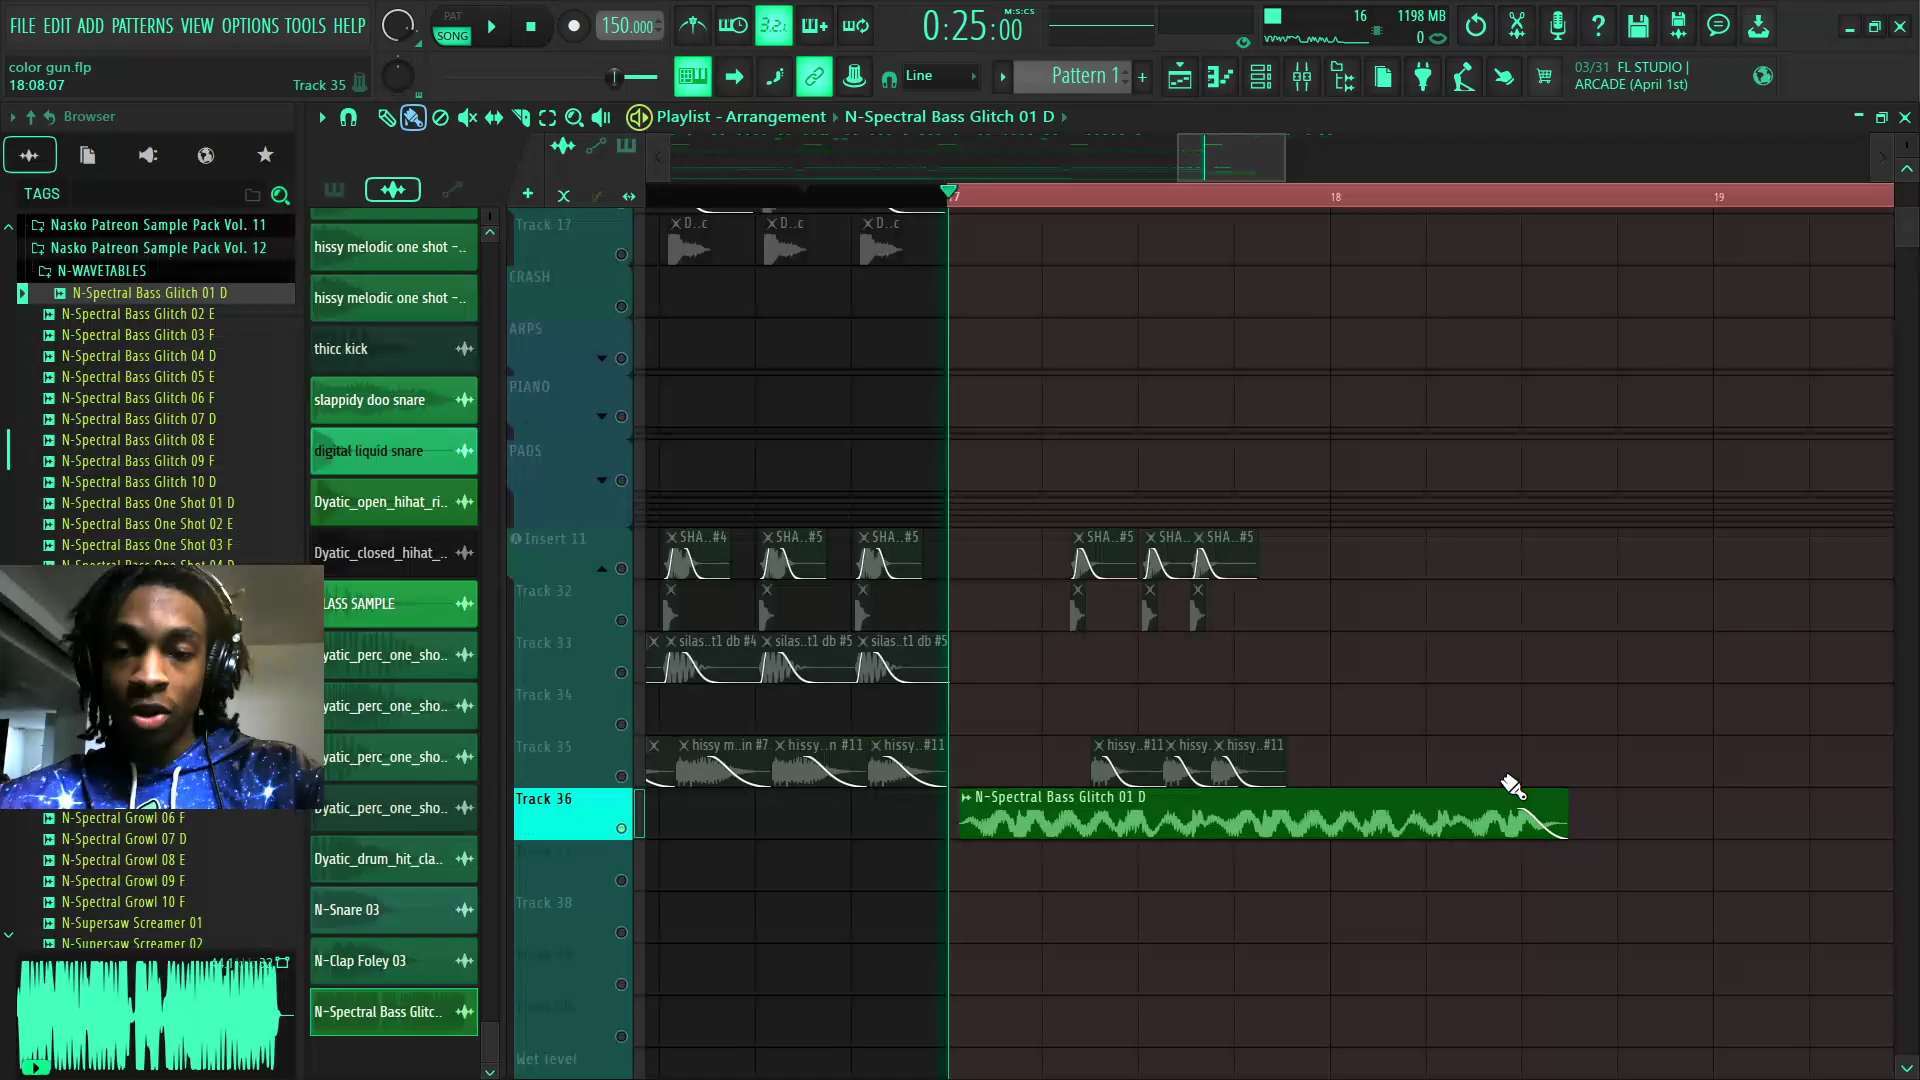 FILE EDIT ADD PATTERNS VIEW OPTIONS TOOLS HELP
PAT
SONG
150.000
3.2.1
0:25:00
M:S:CS
16
1198 MB
0
color gun.flp
18:08:07
Track 35
Line
Pattern 1
03/31 FL STUDIO |
ARCADE (April 1st)
Browser
Playlist - Arrangement
N-Spectral Bass Glitch 01 D
TAGS
Nasko Patreon Sample Pack Vol. 11
Nasko Patreon Sample Pack Vol. 12
N-WAVETABLES
N-Spectral Bass Glitch 01 D
N-Spectral Bass Glitch 02 E
N-Spectral Bass Glitch 03 F
N-Spectral Bass Glitch 04 D
N-Spectral Bass Glitch 05 E
N-Spectral Bass Glitch 06 F
N-Spectral Bass Glitch 07 D
N-Spectral Bass Glitch 08 E
N-Spectral Bass Glitch 09 F
N-Spectral Bass Glitch 10 D
N-Spectral Bass One Shot 01 D
N-Spectral Bass One Shot 02 E
N-Spectral Bass One Shot 03 F
N-Spectral Growl 06 F
N-Spectral Growl 07 D
N-Spectral Growl 08 E
N-Spectral Growl 09 F
N-Spectral Growl 10 F
N-Supersaw Screamer 01
N-Supersaw Screamer 02
hissy melodic one shot -..
hissy melodic one shot -..
thicc kick
slappidy doo snare
digital liquid snare
Dyatic_open_hihat_ri..
Dyatic_closed_hihat_..
LASS SAMPLE
yatic_perc_one_sho..
yatic_perc_one_sho..
yatic_perc_one_sho..
yatic_perc_one_sho..
Dyatic_drum_hit_cla..
N-Snare 03
N-Clap Foley 03
N-Spectral Bass Glitc..
17
18
19
Track 17
D..c
D..c
D..c
CRASH
ARPS
PIANO
PADS
Insert 11
SHA..#4
SHA..#5
SHA..#5
SHA..#5
SHA..
SHA..#5
Track 32
Track 33
silas..t1 db #4
silas..t1 db #5
silas..t1 db #5
Track 34
Track 35
hissy m..in #7
hissy..n #11
hissy..#11
hissy..#11
hissy..
hissy..#11
Track 36
N-Spectral Bass Glitch 01 D
Track 38
Wet level